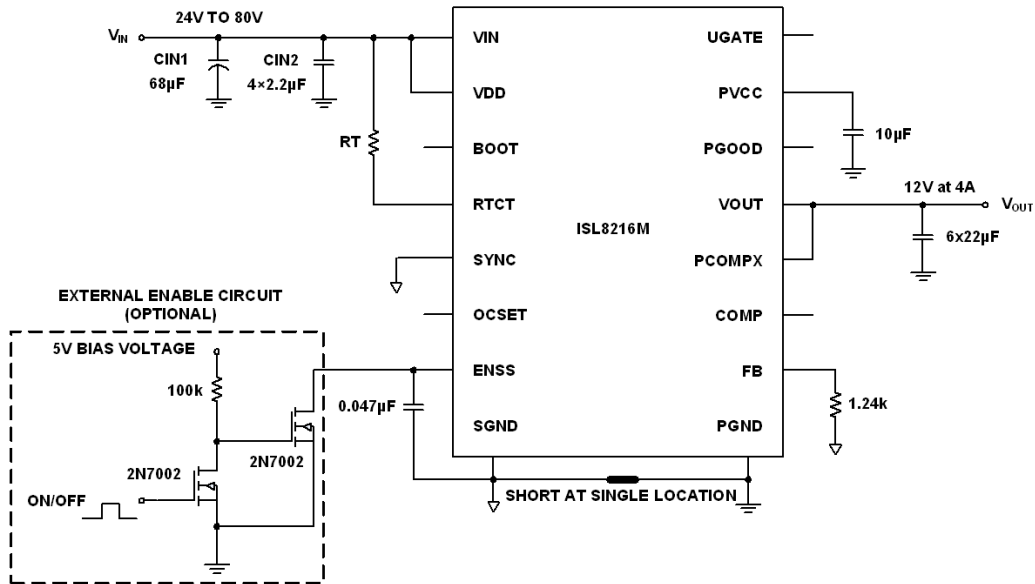 24V TO 80V
VIN
CIN1
68µF
CIN2
4×2.2µF
RT
VIN
VDD
BOOT
RTCT
SYNC
OCSET
ENSS
SGND
ISL8216M
UGATE
PVCC
PGOOD
VOUT
PCOMPX
COMP
FB
PGND
10µF
12V at 4A
VOUT
6x22µF
1.24k
EXTERNAL ENABLE CIRCUIT
(OPTIONAL)
5V BIAS VOLTAGE
100k
2N7002
2N7002
ON/OFF
0.047µF
SHORT AT SINGLE LOCATION